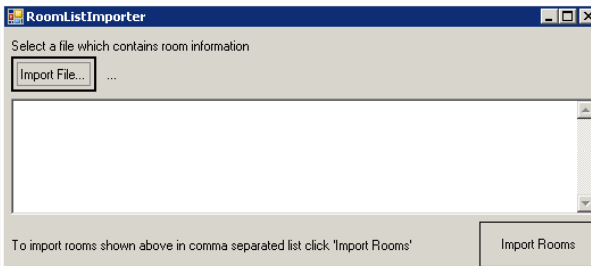 RoomListImporter
Select a file which contains room information
Import File... ...
To import rooms shown above in comma separated list click 'Import Rooms' Import Rooms